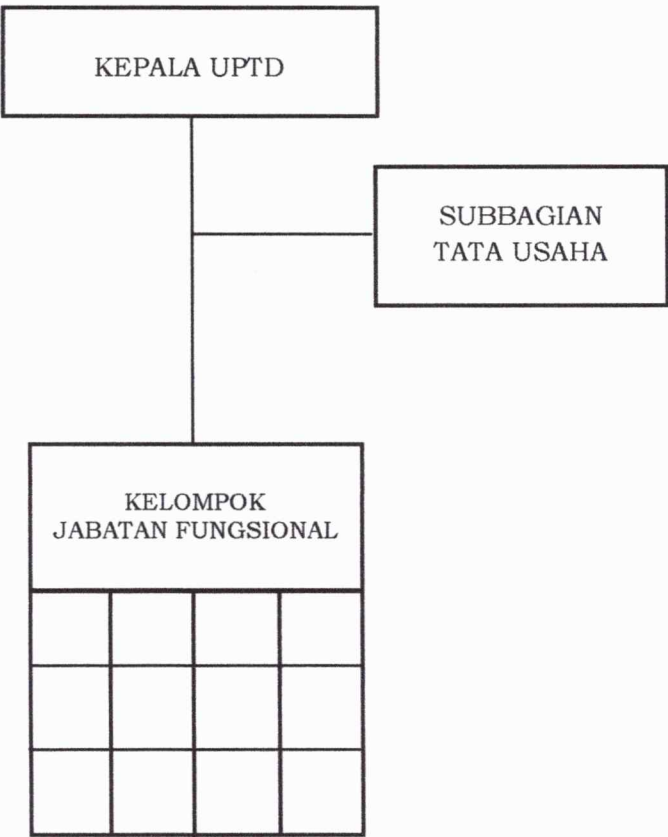 KEPALA UPTD
SUBBAGIAN
TATA USAHA
KELOMPOK
JABATAN FUNGSIONAL